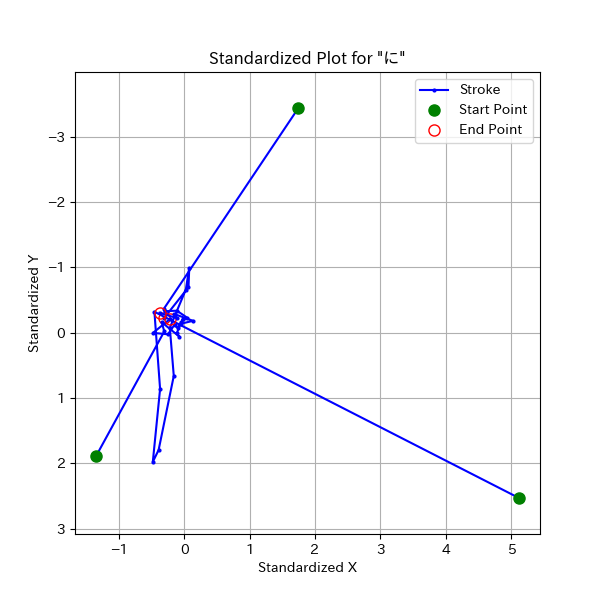 Standardized Plot for "に"
Stroke
Start Point
End Point
Standardized Y
−3
−2
−1
0
1
2
3
−1
0
1
2
3
4
5
Standardized X